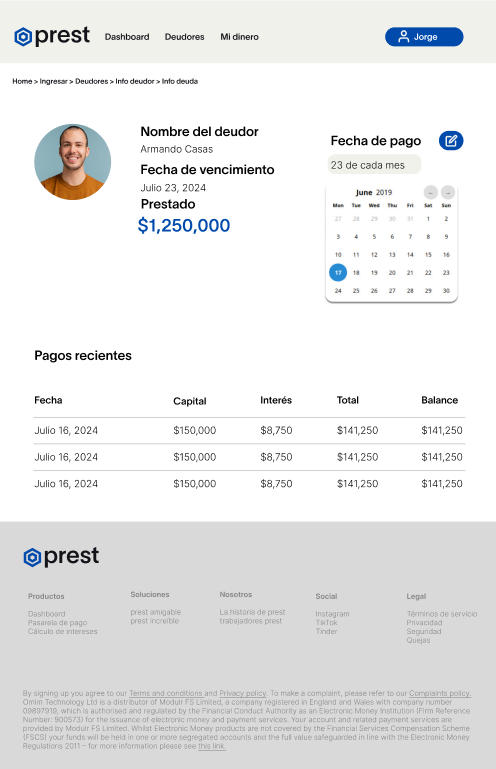 prest Dashboard Deudores Mi dinero Jorge
Home > Ingresar > Deudores > Info deudor > Info deuda
Nombre del deudor
Armando Casas
Fecha de vencimiento
Julio 23, 2024
Prestado
$1,250,000
Fecha de pago
23 de cada mes
June 2019
Mon Tue Wed Thu Fri Sat Sun
27 28 29 30 31 1 2
3 4 5 6 7 8 9
10 11 12 13 14 15 16
17 18 19 20 21 22 23
24 25 26 27 28 29 30
Pagos recientes
Fecha Capital Interés Total Balance
Julio 16, 2024 $150,000 $8,750 $141,250 $141,250
Julio 16, 2024 $150,000 $8,750 $141,250 $141,250
Julio 16, 2024 $150,000 $8,750 $141,250 $141,250
prest
Productos
Dashboard
Pasarela de pago
Cálculo de intereses
Soluciones
prest amigable
prest increíble
Nosotros
La historia de prest
trabajadores prest
Social
Instagram
TikTok
Tinder
Legal
Términos de servicio
Privacidad
Seguridad
Quejas
By signing up you agree to our Terms and conditions and Privacy policy. To make a complaint, please refer to our Complaints policy.
Omim Technology Ltd is a distributor of Modulr FS Limited, a company registered in England and Wales with company number
09897919, which is authorised and regulated by the Financial Conduct Authority as an Electronic Money Institution (Firm Reference
Number: 900573) for the issuance of electronic money and payment services. Your account and related payment services are
provided by Modulr FS Limited. Whilst Electronic Money products are not covered by the Financial Services Compensation Scheme
(FSCS) your funds will be held in one or more segregated accounts and the full value safeguarded in line with the Electronic Money
Regulations 2011 – for more information please see this link.